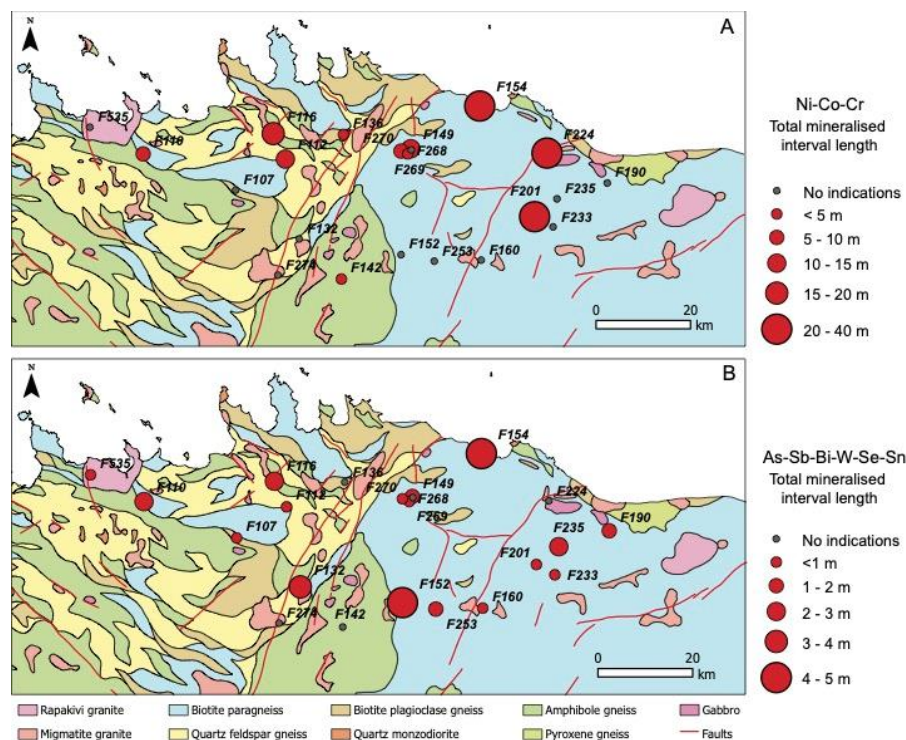 N
A
F154
F535
F116
F136
F110
F270
F149
F224
F112
F268
F269
F107
F201
F235
F190
F233
F132
F152
F253
F160
F274
F142
0
20
km
Ni-Co-Cr
Total mineralised
interval length
No indications
< 5 m
5 - 10 m
10 - 15 m
15 - 20 m
20 - 40 m
N
B
F154
F535
F116
F136
F110
F270
F149
F224
F112
F268
F269
F107
F235
F190
F201
F233
F132
F152
F160
F253
F274
F142
0
20
km
As-Sb-Bi-W-Se-Sn
Total mineralised
interval length
No indications
<1 m
1 - 2 m
2 - 3 m
3 - 4 m
4 - 5 m
Rapakivi granite
Biotite paragneiss
Biotite plagioclase gneiss
Amphibole gneiss
Gabbro
Migmatite granite
Quartz feldspar gneiss
Quartz monzodiorite
Pyroxene gneiss
Faults